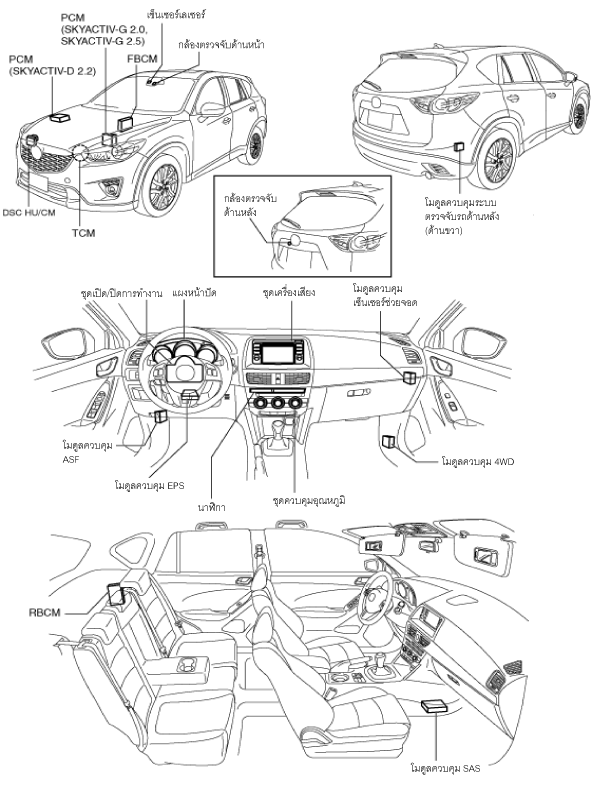 PCM
(SKYACTIV-G 2.0,
SKYACTIV-G 2.5)
เซ็นเซอร์เลเซอร์
กล้องตรวจจับด้านหน้า
PCM
(SKYACTIV-D 2.2)
FBCM
DSC HU/CM
TCM
กล้องตรวจจับ
ด้านหลัง
โมดูลควบคุมระบบ
ตรวจจับรถด้านหลัง
(ด้านขวา)
ชุดเปิด/ปิดการทำงาน
แผงหน้าปัด
ชุดเครื่องเสียง
โมดูลควบคุม
เซ็นเซอร์ช่วยจอด
โมดูลควบคุม
ASF
โมดูลควบคุม EPS
นาฬิกา
ชุดควบคุมอุณหภูมิ
โมดูลควบคุม 4WD
RBCM
โมดูลควบคุม SAS